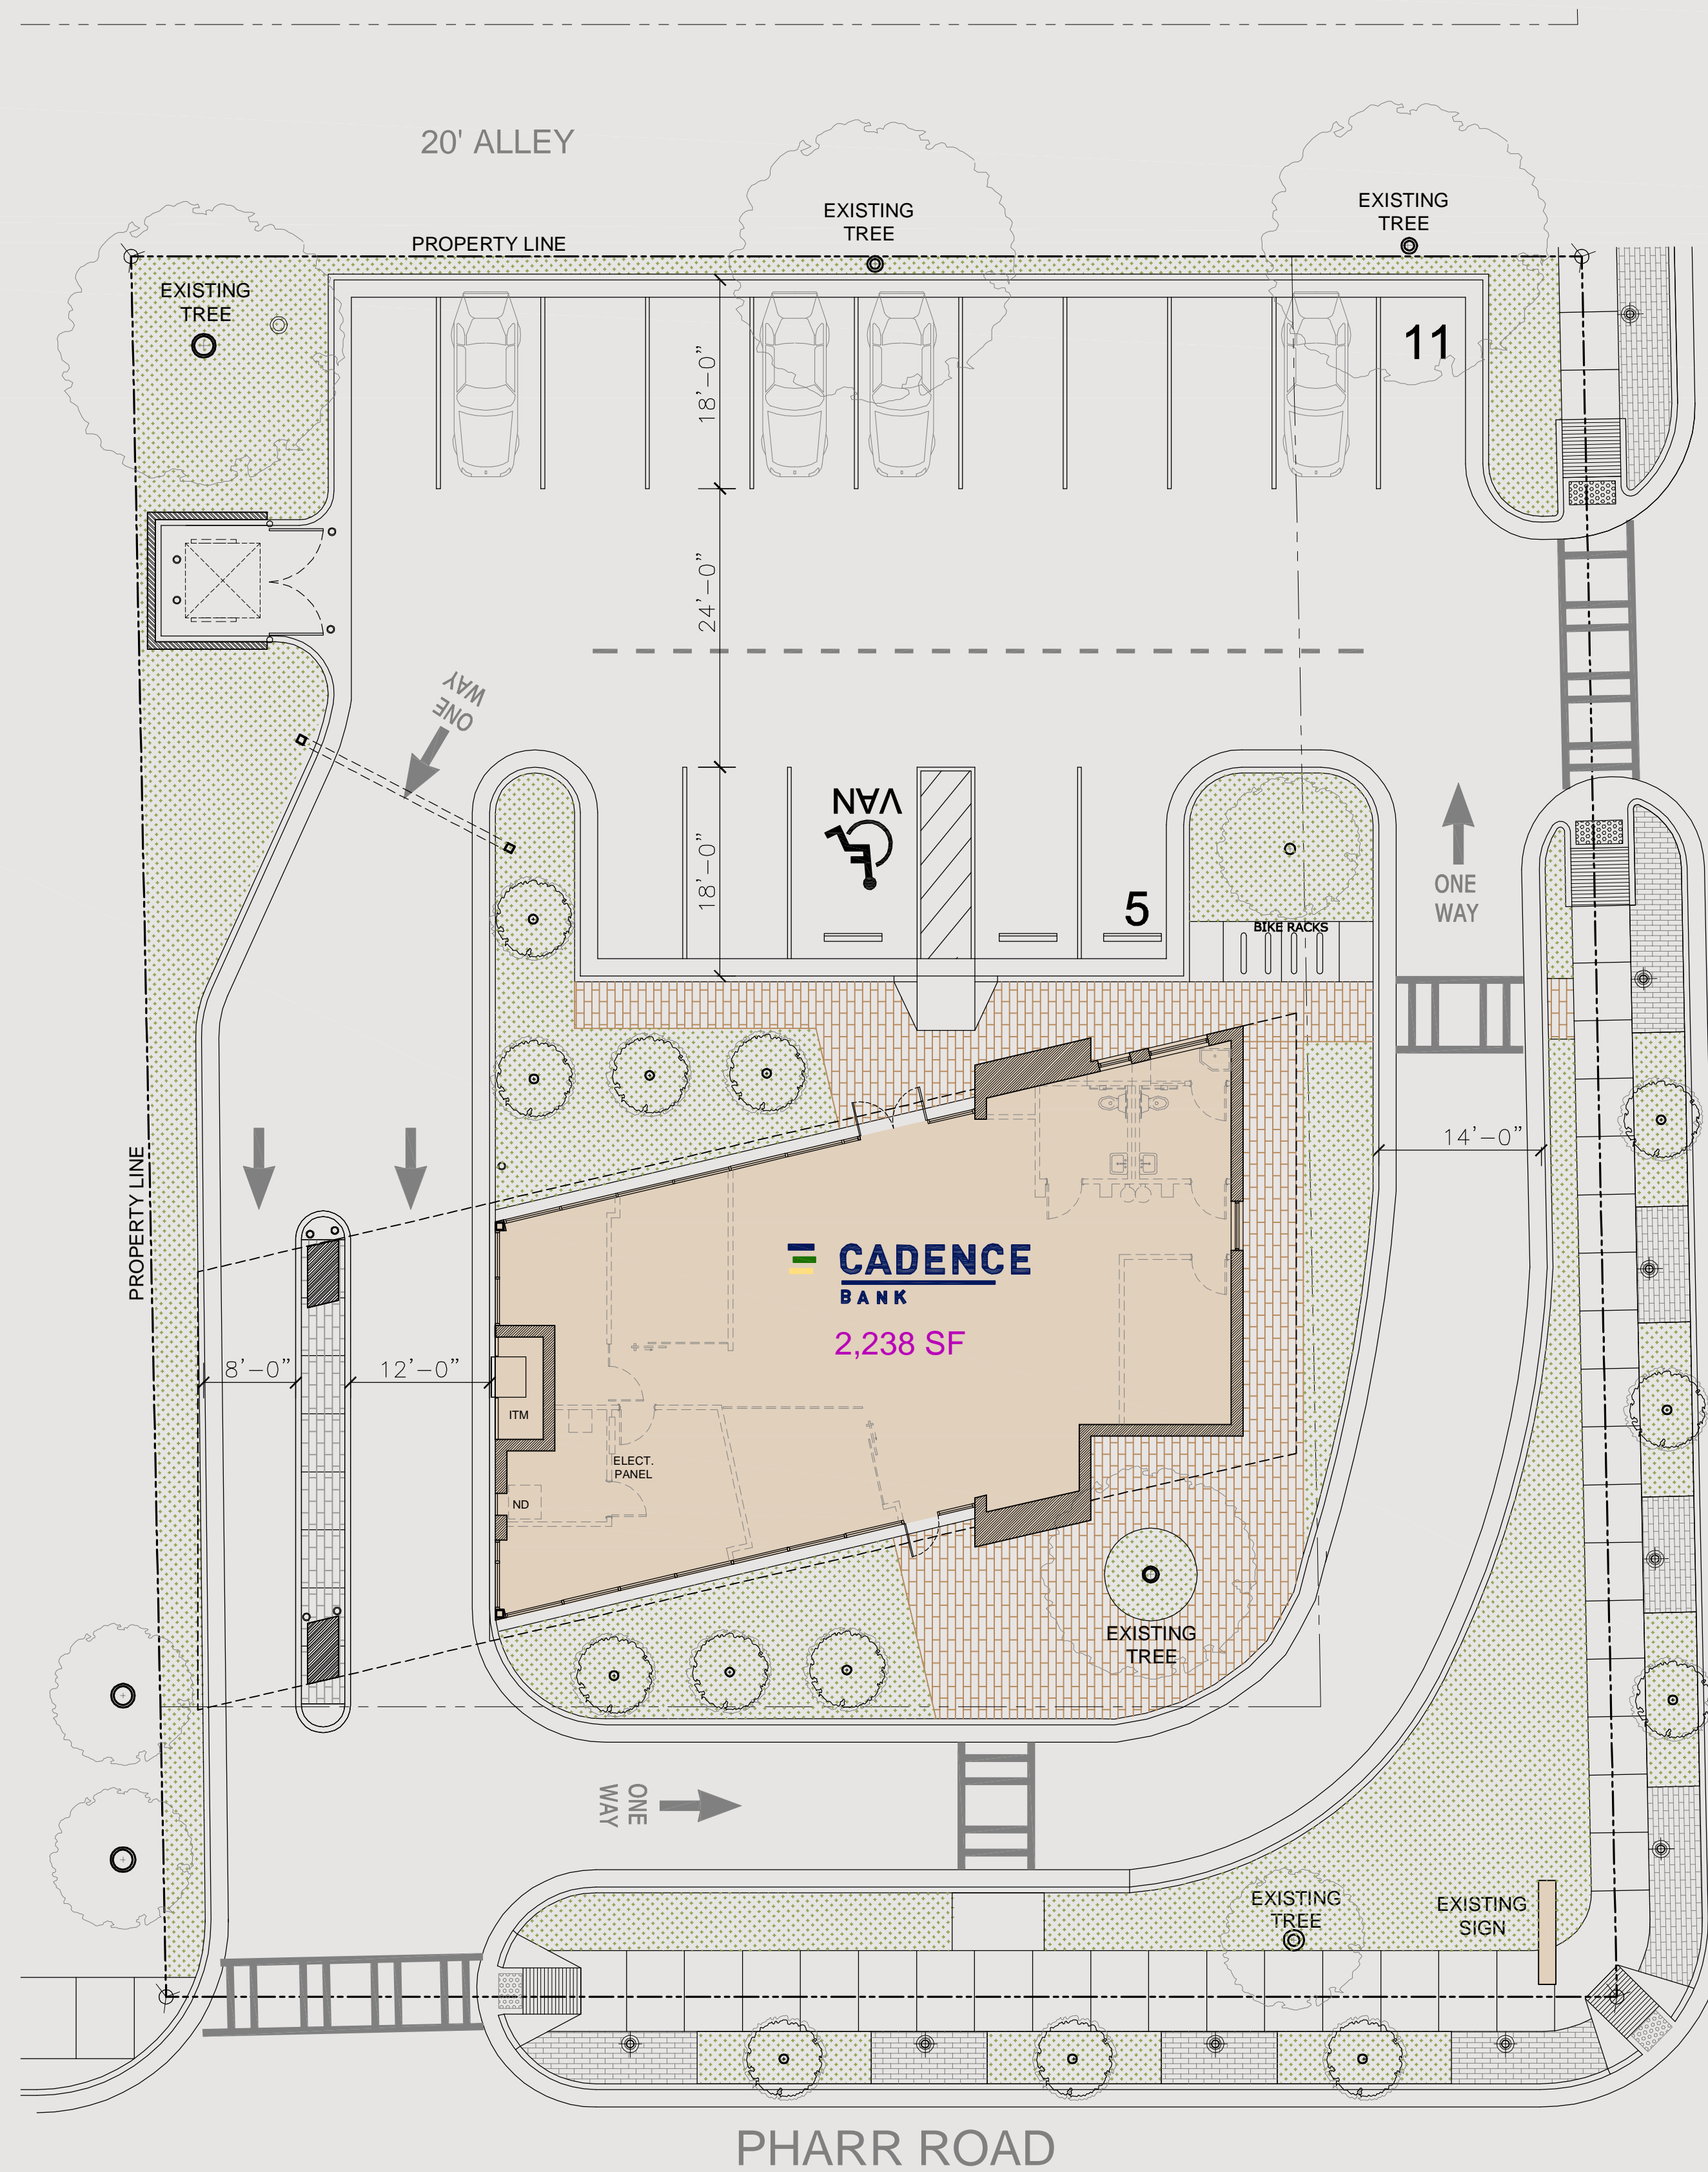 20' ALLEY
EXISTING
TREE
EXISTING
TREE
PROPERTY LINE
EXISTING
TREE
11
18'-0"
24'-0"
ONE
WAY
VAN
18'-0"
5
ONE
WAY
BIKE RACKS
14'-0"
PROPERTY LINE
CADENCE
BANK
2,238 SF
8'-0"
12'-0"
ITM
ELECT.
PANEL
ND
EXISTING
TREE
ONE
WAY
EXISTING
TREE
EXISTING
SIGN
PHARR ROAD